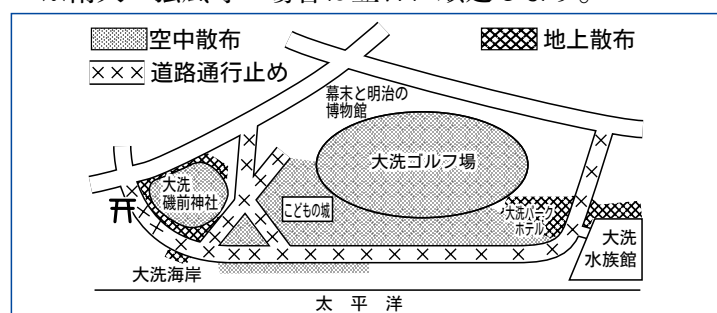 空中散布
地上散布
×××道路通行止め
幕末と明治の
博物館
大洗ゴルフ場
大洗
磯前神社
こどもの城
大洗パーク
ホテル
大洗
水族館
大洗海岸
太平洋